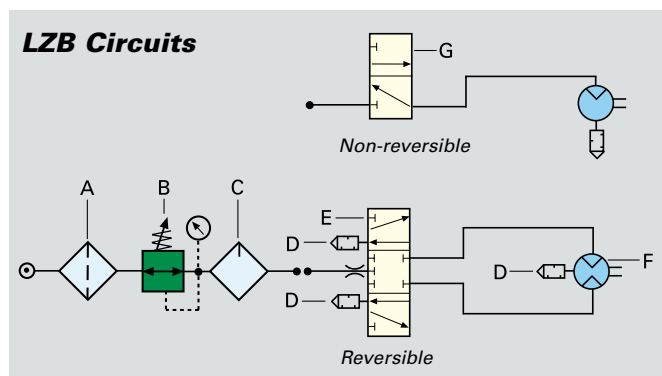 LZB Circuits
G
Non-reversible
A B C
E
D
D
D
F
Reversible